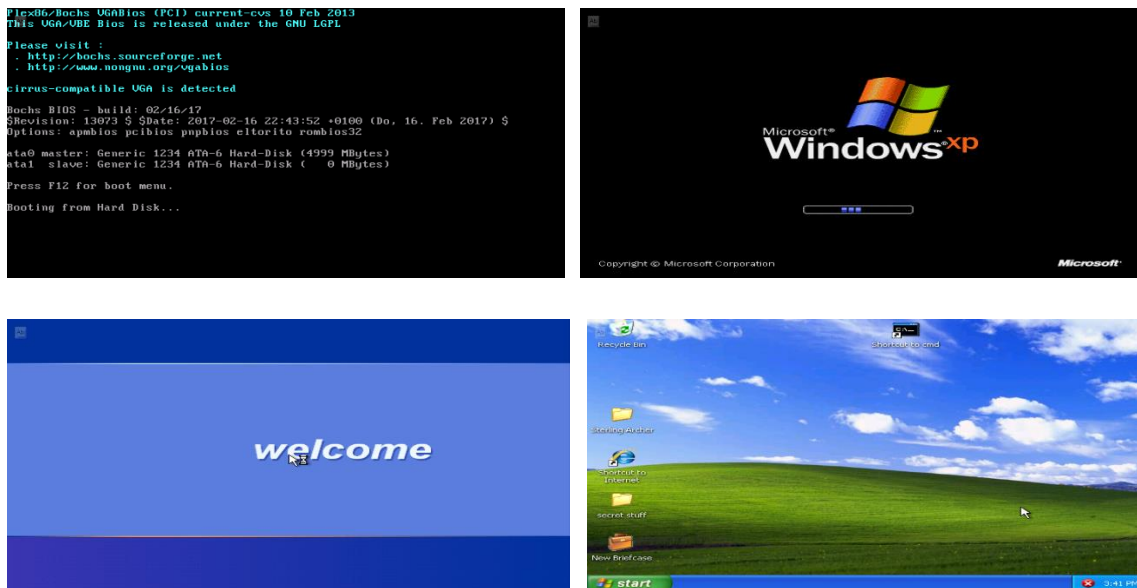 Plex86/Bochs VGABios (PCI) current-cvs 10 Feb 2013
This VGA/VBE Bios is released under the GNU LGPL
Please visit :
. http://bochs.sourceforge.net
. http://www.nongnu.org/vgabios
cirrus-compatible VGA is detected
Bochs BIOS - build: 02/16/17
$Revision: 13073 $ $Date: 2017-02-16 22:43:52 +0100 (Do, 16. Feb 2017) $
Options: apmbios pcibios pnpbios eltorito rombios32
ata0 master: Generic 1234 ATA-6 Hard-Disk (4999 MBytes)
ata1  slave: Generic 1234 ATA-6 Hard-Disk (   0 MBytes)
Press F12 for boot menu.
Booting from Hard Disk...
Microsoft®
Windows xp
Copyright © Microsoft Corporation
Microsoft
welcome
Recycle Bin
Shortcut to cmd
Sterling Archer
Shortcut to
Internet
secret stuff
New Briefcase
start
3:41 PM